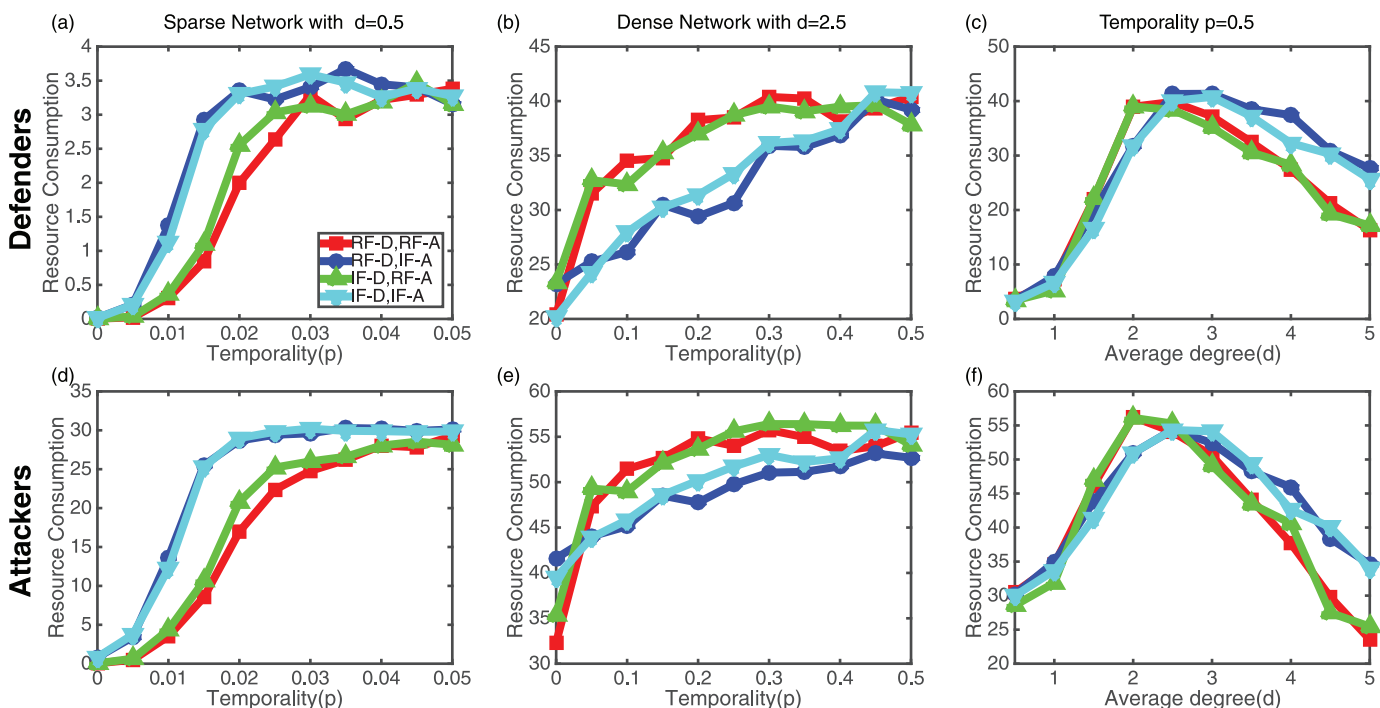 (a) Sparse Network with d=0.5
(b) Dense Network with d=2.5
(c) Temporality p=0.5
Defenders
Resource Consumption
4
3.5
3
2.5
2
1.5
1
0.5
0
0 0.01 0.02 0.03 0.04 0.05
Temporality(p)
RF-D,RF-A
RF-D,IF-A
IF-D,RF-A
IF-D,IF-A
Resource Consumption
45
40
35
30
25
20
0 0.1 0.2 0.3 0.4 0.5
Temporality(p)
Resource Consumption
50
40
30
20
10
0
1 2 3 4 5
Average degree(d)
Attackers
(d)
Resource Consumption
35
30
25
20
15
10
5
0
0 0.01 0.02 0.03 0.04 0.05
Temporality(p)
(e)
Resource Consumption
60
55
50
45
40
35
30
0 0.1 0.2 0.3 0.4 0.5
Temporality(p)
(f)
Resource Consumption
60
55
50
45
40
35
30
25
20
1 2 3 4 5
Average degree(d)